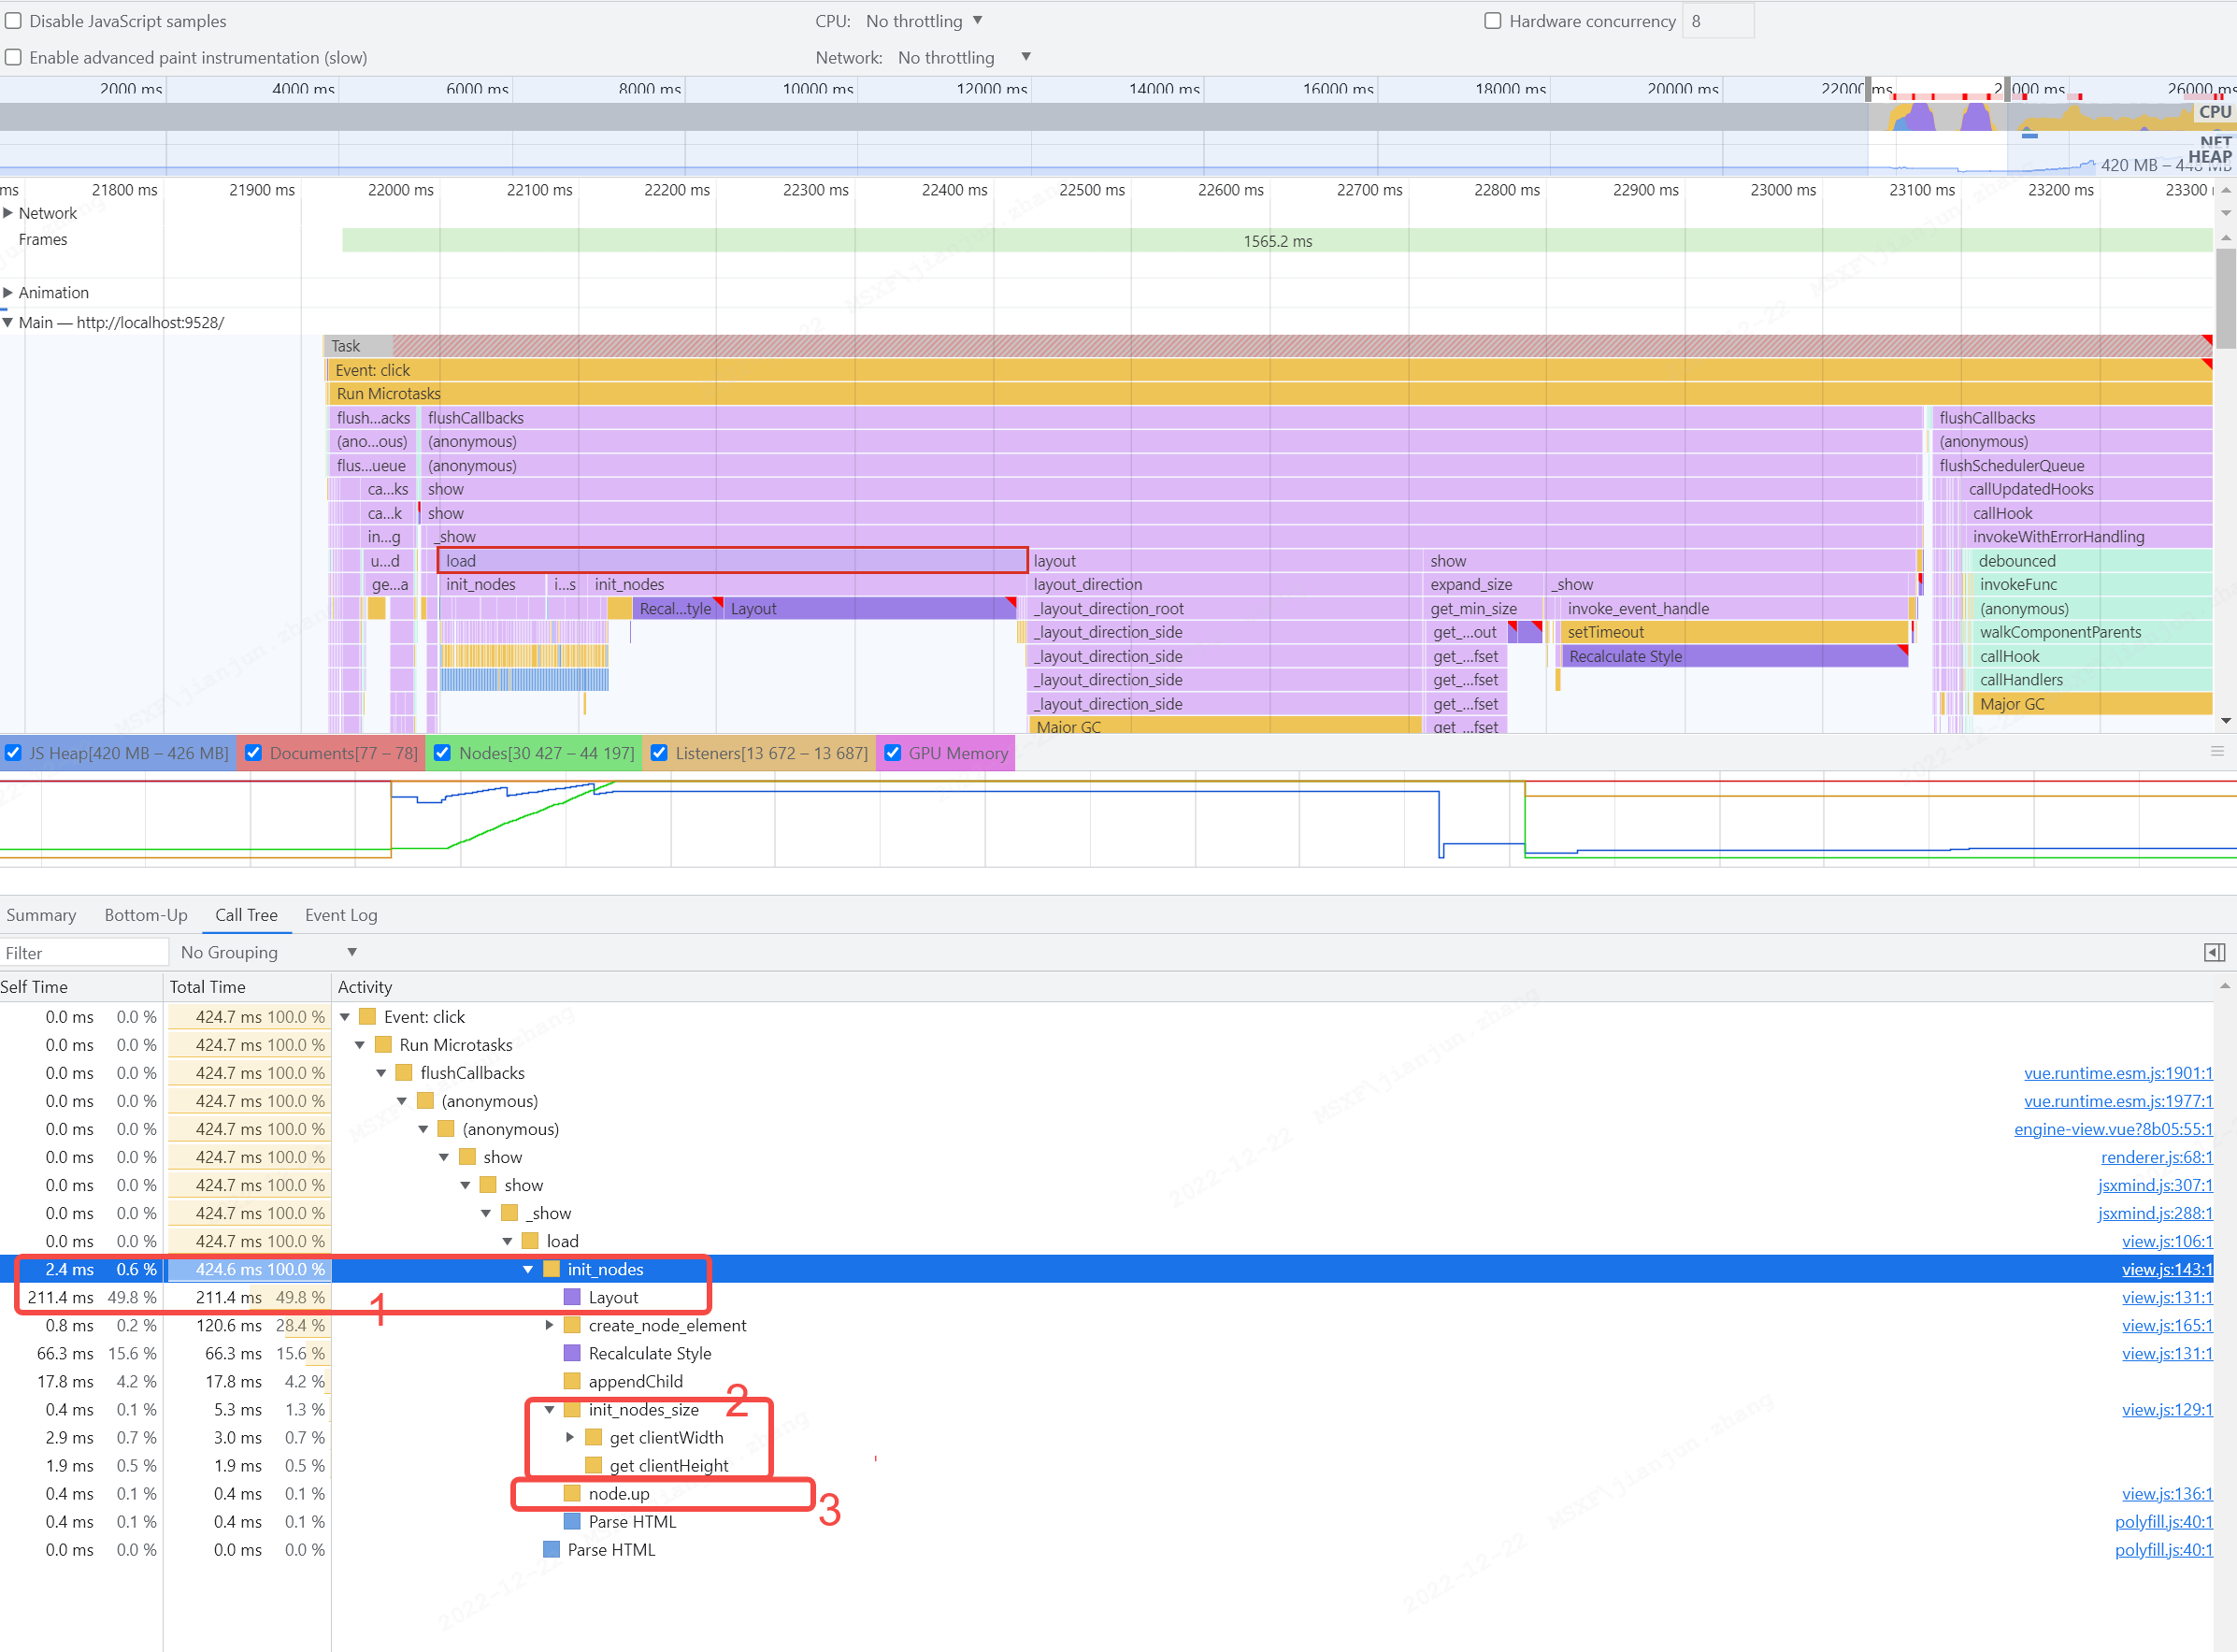 Disable JavaScript samples CPU: No throttling ▼ Hardware concurrency 8
Enable advanced paint instrumentation (slow) Network: No throttling ▼
2000 ms 4000 ms 6000 ms 8000 ms 10000 ms 12000 ms 14000 ms 16000 ms 18000 ms 20000 ms 22000 ms 000 ms 26000 ms
CPU
NET
HEAP
420 MB –
ms 21800 ms 21900 ms 22000 ms 22100 ms 22200 ms 22300 ms 22400 ms 22500 ms 22600 ms 22700 ms 22800 ms 22900 ms 23000 ms 23100 ms 23200 ms 23300
Network
Frames 1565.2 ms
Animation
Main — http://localhost:9528/
Task
Event: click
Run Microtasks
flush...acks flushCallbacks flushCallbacks
(ano...ous) (anonymous) (anonymous)
flus...ueue (anonymous) flushSchedulerQueue
ca...ks show callUpdatedHooks
ca...k show callHook
in...g _show invokeWithErrorHandling
u...d load layout show debounced
ge...a init_nodes i...s init_nodes layout_direction expand_size _show invokeFunc
Recal...tyle Layout _layout_direction_root get_min_size invoke_event_handle (anonymous)
_layout_direction_side get_...out setTimeout walkComponentParents
_layout_direction_side get_...fset Recalculate Style callHook
_layout_direction_side get_...fset callHandlers
_layout_direction_side get_...fset Major GC
Major GC get_...fset
JS Heap[420 MB – 426 MB] Documents[77 – 78] Nodes[30 427 – 44 197] Listeners[13 672 – 13 687] GPU Memory
Summary Bottom-Up Call Tree Event Log
Filter No Grouping ▼
Self Time Total Time Activity
0.0 ms 0.0 % 424.7 ms 100.0 % Event: click
0.0 ms 0.0 % 424.7 ms 100.0 % Run Microtasks
0.0 ms 0.0 % 424.7 ms 100.0 % flushCallbacks vue.runtime.esm.js:1901:1
0.0 ms 0.0 % 424.7 ms 100.0 % (anonymous) vue.runtime.esm.js:1977:1
0.0 ms 0.0 % 424.7 ms 100.0 % (anonymous) engine-view.vue?8b05:55:1
0.0 ms 0.0 % 424.7 ms 100.0 % show renderer.js:68:1
0.0 ms 0.0 % 424.7 ms 100.0 % show jsxmind.js:307:1
0.0 ms 0.0 % 424.7 ms 100.0 % _show jsxmind.js:288:1
0.0 ms 0.0 % 424.7 ms 100.0 % load view.js:106:1
2.4 ms 0.6 % 424.6 ms 100.0 % init_nodes view.js:143:1
211.4 ms 49.8 % 211.4 ms 49.8 % Layout view.js:131:1
1
0.8 ms 0.2 % 120.6 ms 28.4 % create_node_element view.js:165:1
66.3 ms 15.6 % 66.3 ms 15.6 % Recalculate Style view.js:131:1
17.8 ms 4.2 % 17.8 ms 4.2 % appendChild
2
0.4 ms 0.1 % 5.3 ms 1.3 % init_nodes_size view.js:129:1
2.9 ms 0.7 % 3.0 ms 0.7 % get clientWidth
1.9 ms 0.5 % 1.9 ms 0.5 % get clientHeight
0.4 ms 0.1 % 0.4 ms 0.1 % node.up view.js:136:1
3
0.4 ms 0.1 % 0.4 ms 0.1 % Parse HTML polyfill.js:40:1
0.0 ms 0.0 % 0.0 ms 0.0 % Parse HTML polyfill.js:40:1
MSXF\jianjun.zhang
2022-12-22